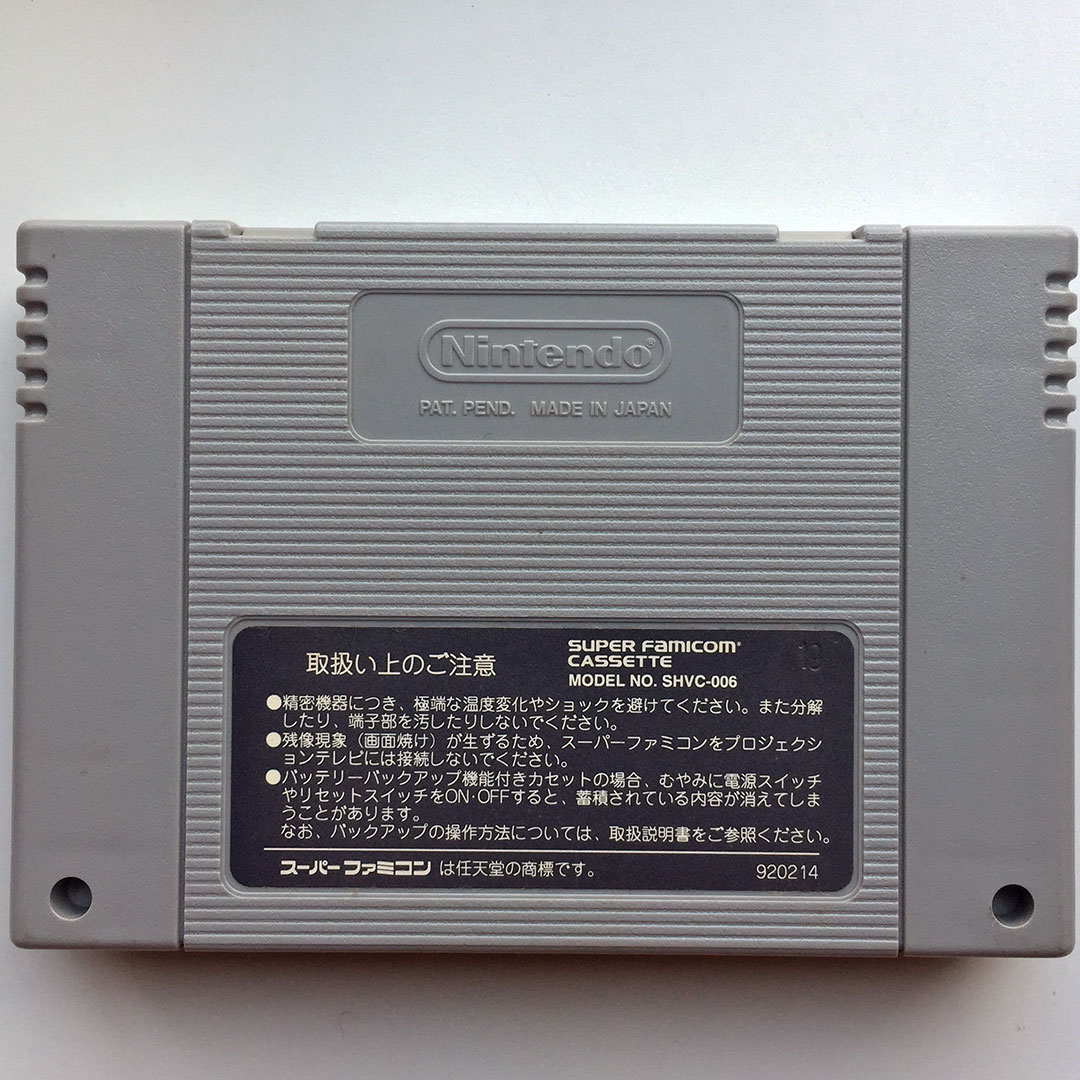 Nintendo®
PAT. PEND. MADE IN JAPAN
取扱い上のご注意
SUPER Famicom®
CASSETTE
MODEL NO. SHVC-006
19
●精密機器につき、極端な温度変化やショックを避けてください。また分解
したり、端子部を汚したりしないでください。
●残像現象（画面焼け）が生ずるため、スーパーファミコンをプロジェクシ
ョンテレビには接続しないでください。
●バッテリーバックアップ機能付きカセットの場合、むやみに電源スイッチ
やリセットスイッチをON·OFFすると、蓄積されている内容が消えてしま
うことがあります。
なお、バックアップの操作方法については、取扱説明書をご参照ください。
スーパーファミコンは任天堂の商標です。
920214